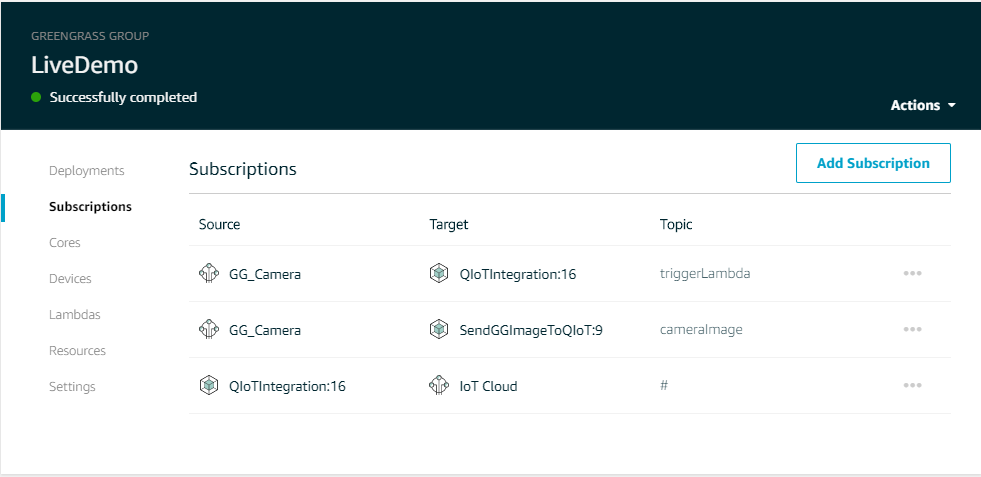 GREENGRASS GROUP
LiveDemo
Successfully completed
Actions
Deployments
Subscriptions
Cores
Devices
Lambdas
Resources
Settings
Subscriptions
Add Subscription
Source Target Topic
GG_Camera QIoTIntegration:16 triggerLambda
GG_Camera SendGGImageToQIoT:9 cameraImage
QIoTIntegration:16 IoT Cloud #